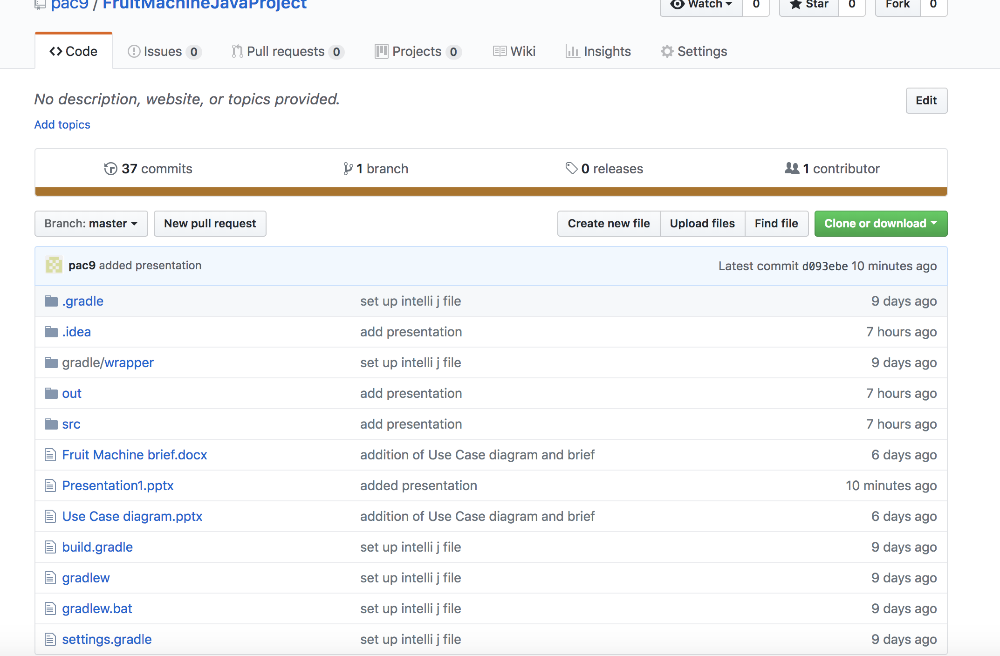 pac9 / FruitMachineJavaProject
Watch 0 Star 0 Fork 0
Code Issues 0 Pull requests 0 Projects 0 Wiki Insights Settings
No description, website, or topics provided.
Edit
Add topics
37 commits 1 branch 0 releases 1 contributor
Branch: master New pull request Create new file Upload files Find file Clone or download
pac9 added presentation Latest commit d093ebe 10 minutes ago
.gradle set up intelli j file 9 days ago
.idea add presentation 7 hours ago
gradle/wrapper set up intelli j file 9 days ago
out add presentation 7 hours ago
src add presentation 7 hours ago
Fruit Machine brief.docx addition of Use Case diagram and brief 6 days ago
Presentation1.pptx added presentation 10 minutes ago
Use Case diagram.pptx addition of Use Case diagram and brief 6 days ago
build.gradle set up intelli j file 9 days ago
gradlew set up intelli j file 9 days ago
gradlew.bat set up intelli j file 9 days ago
settings.gradle set up intelli j file 9 days ago